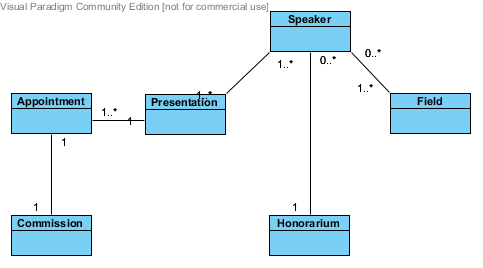 Visual Paradigm Community Edition [not for commercial use]
Speaker
1..*
0..*
0..*
1..*
1..*
Appointment
Presentation
Field
1..*
1
1
1
1
Commission
Honorarium